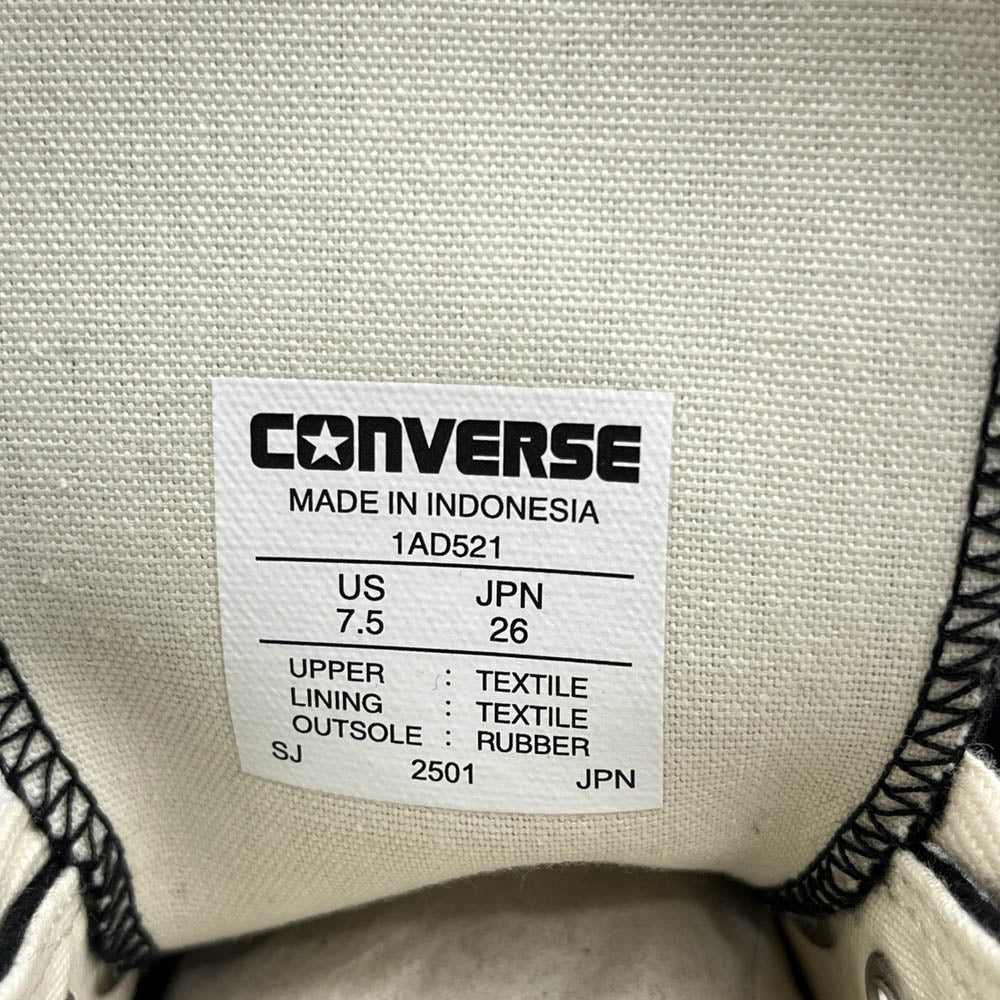 CONVERSE
MADE IN INDONESIA
1AD521
US JPN
7.5 26
UPPER : TEXTILE
LINING : TEXTILE
OUTSOLE : RUBBER
SJ 2501 JPN